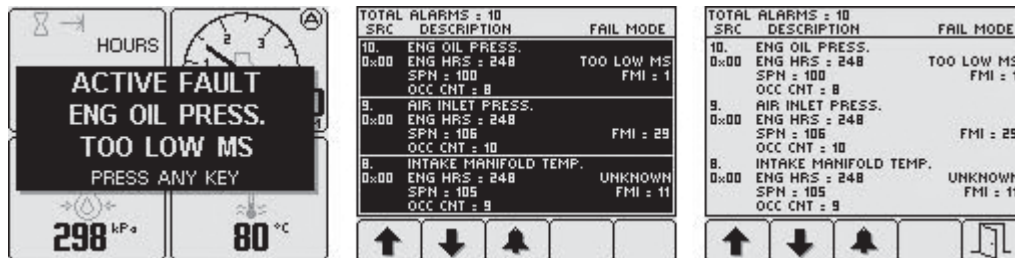 HOURS
2 3
1
ACTIVE FAULT
ENG OIL PRESS.
TOO LOW MS
PRESS ANY KEY
298 kPa
80 °C
TOTAL ALARMS : 10
SRC DESCRIPTION FAIL MODE
10. ENG OIL PRESS.
0x00 ENG HRS : 248 TOO LOW MS
SPN : 100 FMI : 1
OCC CNT : 8
9. AIR INLET PRESS.
0x00 ENG HRS : 248
SPN : 106 FMI : 29
OCC CNT : 10
8. INTAKE MANIFOLD TEMP.
0x00 ENG HRS : 248 UNKNOWN
SPN : 105 FMI : 11
OCC CNT : 9
TOTAL ALARMS : 10
SRC DESCRIPTION FAIL MODE
10. ENG OIL PRESS.
0x00 ENG HRS : 248 TOO LOW MS
SPN : 100 FMI : 1
OCC CNT : 8
9. AIR INLET PRESS.
0x00 ENG HRS : 248
SPN : 106 FMI : 29
OCC CNT : 10
8. INTAKE MANIFOLD TEMP.
0x00 ENG HRS : 248 UNKNOWN
SPN : 105 FMI : 11
OCC CNT : 9